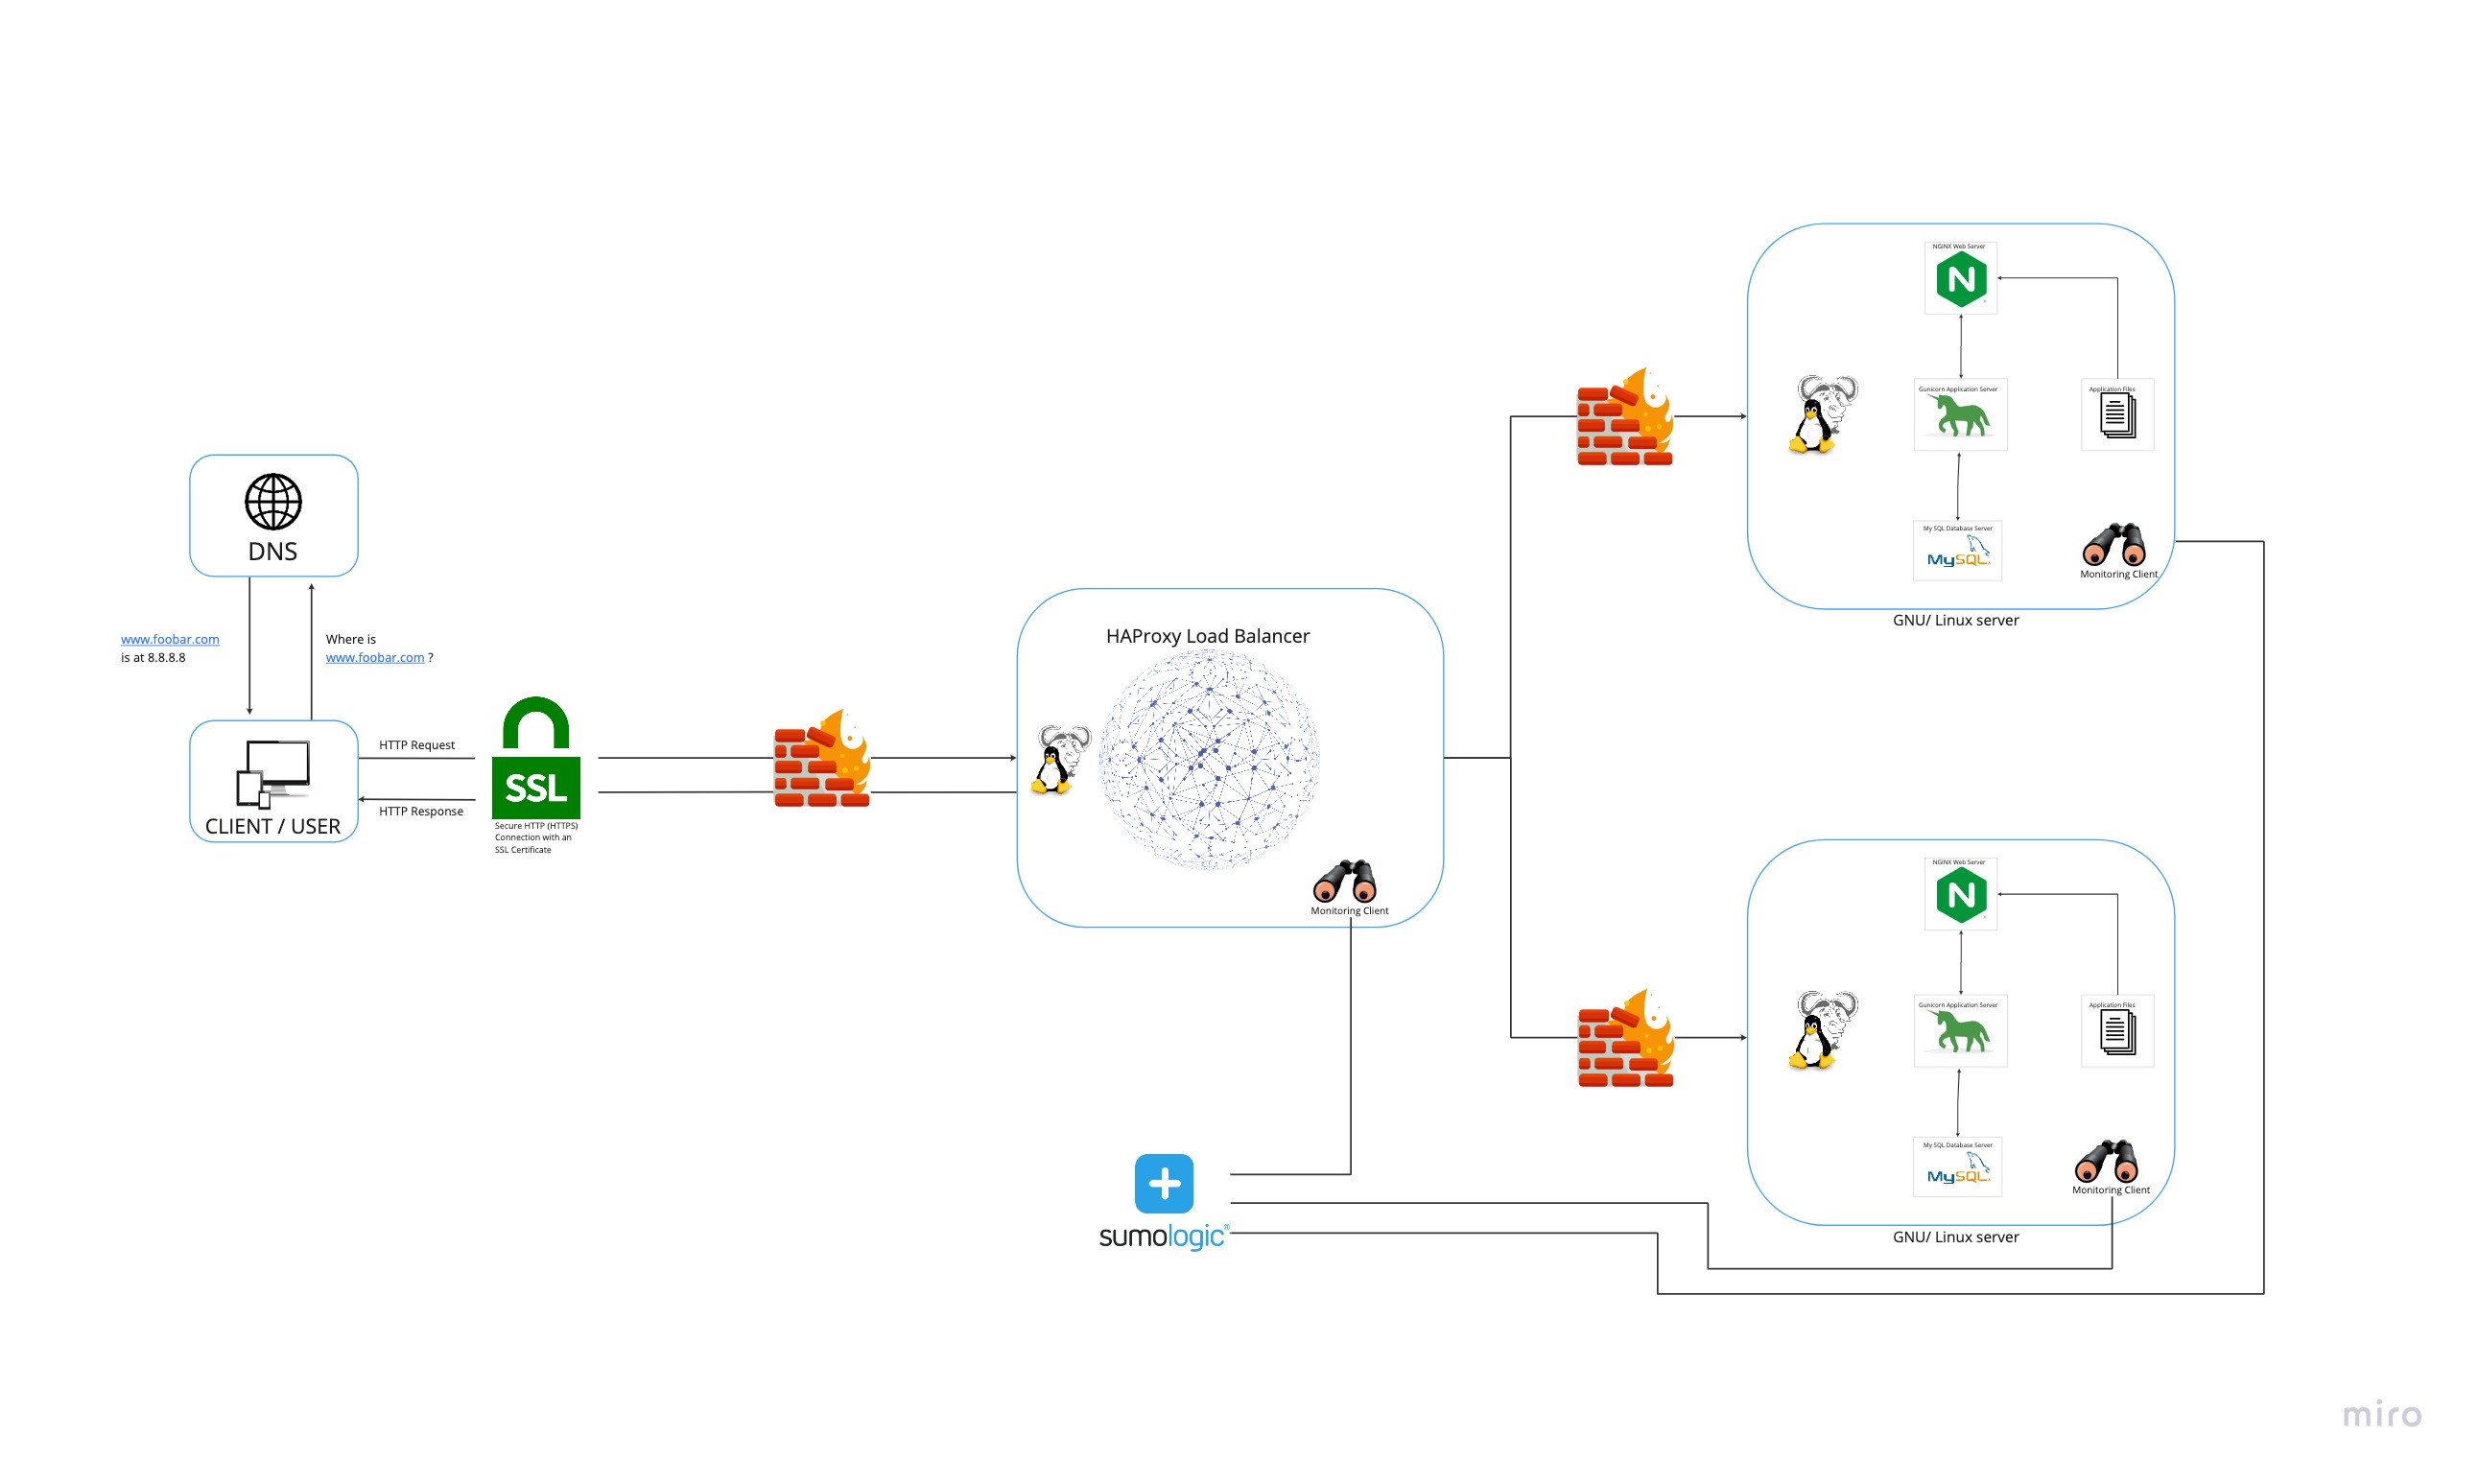 DNS
www.foobar.com
is at 8.8.8.8
Where is
www.foobar.com ?
CLIENT / USER
HTTP Request
HTTP Response
SSL
Secure HTTP (HTTPS)
Connection with an
SSL Certificate
HAProxy Load Balancer
Monitoring Client
sumologic®
NGINX Web Server
N
Gunicorn Application Server
Application Files
My SQL Database Server
MySQL
Monitoring Client
GNU/ Linux server
NGINX Web Server
N
Gunicorn Application Server
Application Files
My SQL Database Server
MySQL
Monitoring Client
GNU/ Linux server
miro